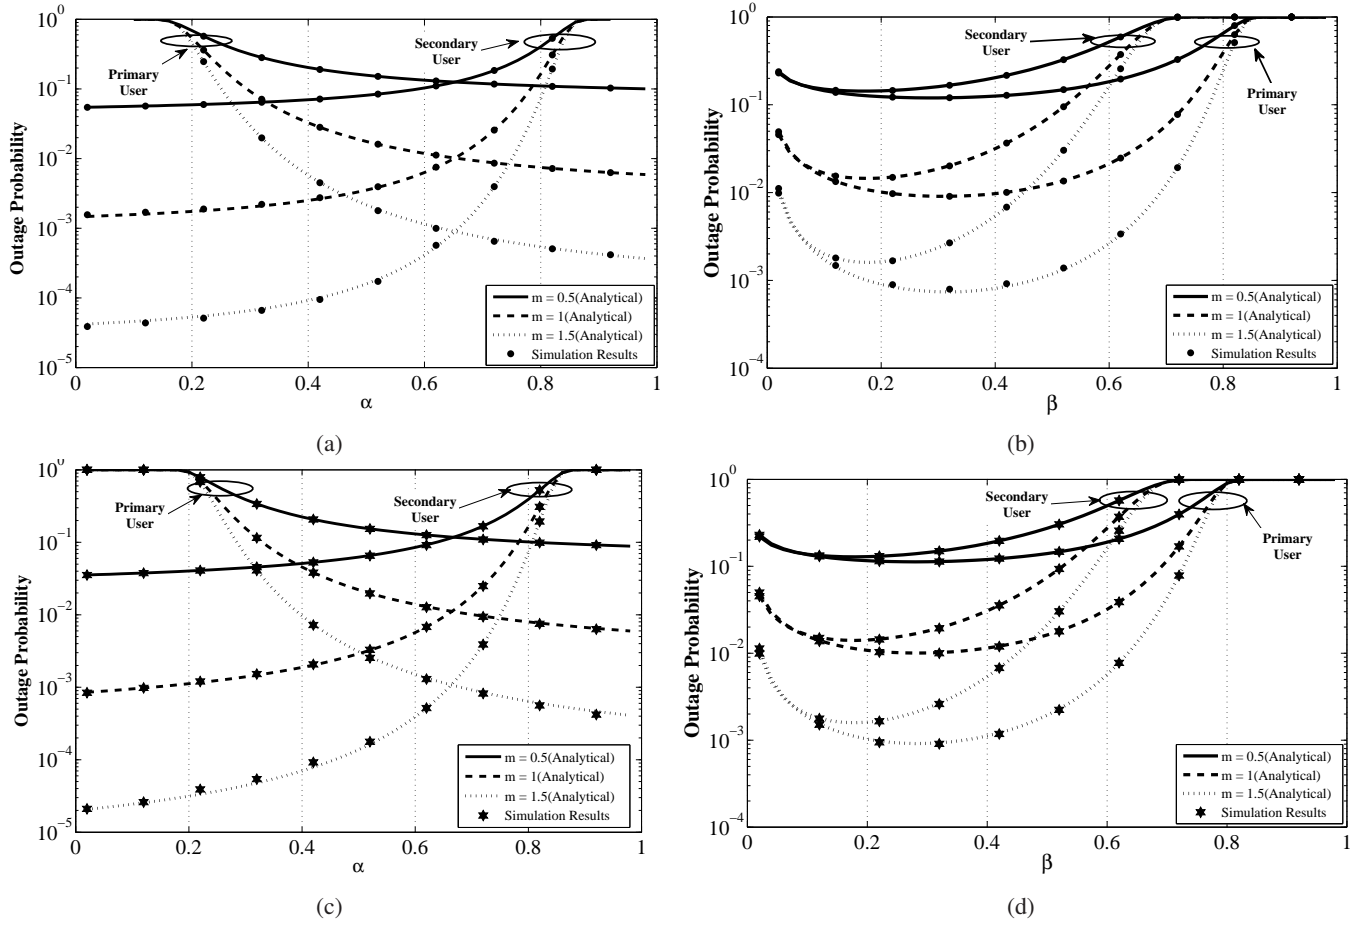 10^0
10^−1
10^−2
10^−3
10^−4
10^−5
Outage Probability
Primary
User
Secondary
User
m = 0.5(Analytical)
m = 1(Analytical)
m = 1.5(Analytical)
Simulation Results
0 0.2 0.4 0.6 0.8 1
α
(a)
10^0
10^−1
10^−2
10^−3
10^−4
Outage Probability
Secondary
User
Primary
User
m = 0.5(Analytical)
m = 1(Analytical)
m = 1.5(Analytical)
Simulation Results
0 0.2 0.4 0.6 0.8 1
β
(b)
10^0
10^−1
10^−2
10^−3
10^−4
10^−5
Outage Probability
Primary
User
Secondary
User
m = 0.5(Analytical)
m = 1(Analytical)
m = 1.5(Analytical)
Simulation Results
0 0.2 0.4 0.6 0.8 1
α
(c)
10^0
10^−1
10^−2
10^−3
10^−4
Outage Probability
Secondary
User
Primary
User
m = 0.5(Analytical)
m = 1(Analytical)
m = 1.5(Analytical)
Simulation Results
0 0.2 0.4 0.6 0.8 1
β
(d)